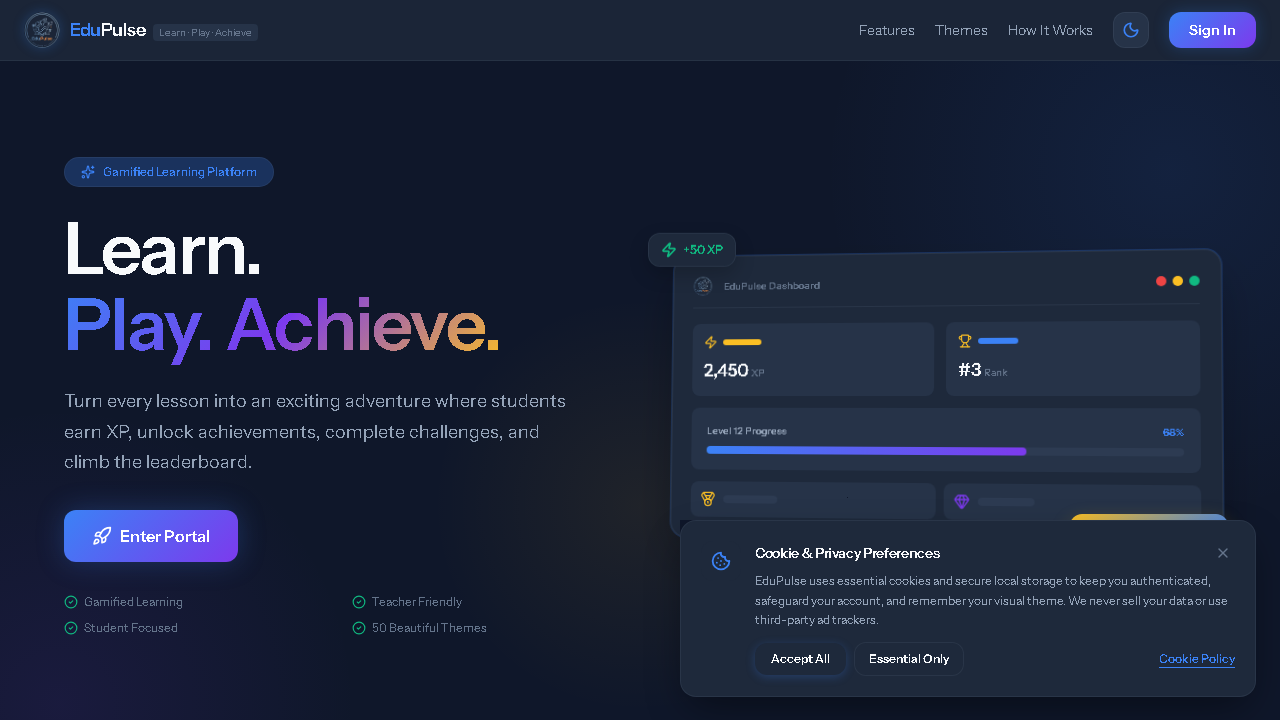 EduPulse
Learn · Play · Achieve
Features
Themes
How It Works
Sign In
Gamified Learning Platform
Learn.
Play. Achieve.
Turn every lesson into an exciting adventure where students
earn XP, unlock achievements, complete challenges, and
climb the leaderboard.
Enter Portal
Gamified Learning
Teacher Friendly
Student Focused
50 Beautiful Themes
+50 XP
EduPulse Dashboard
2,450 XP
#3 Rank
Level 12 Progress
68%
Cookie & Privacy Preferences
EduPulse uses essential cookies and secure local storage to keep you authenticated,
safeguard your account, and remember your visual theme. We never sell your data or use
third-party ad trackers.
Accept All
Essential Only
Cookie Policy